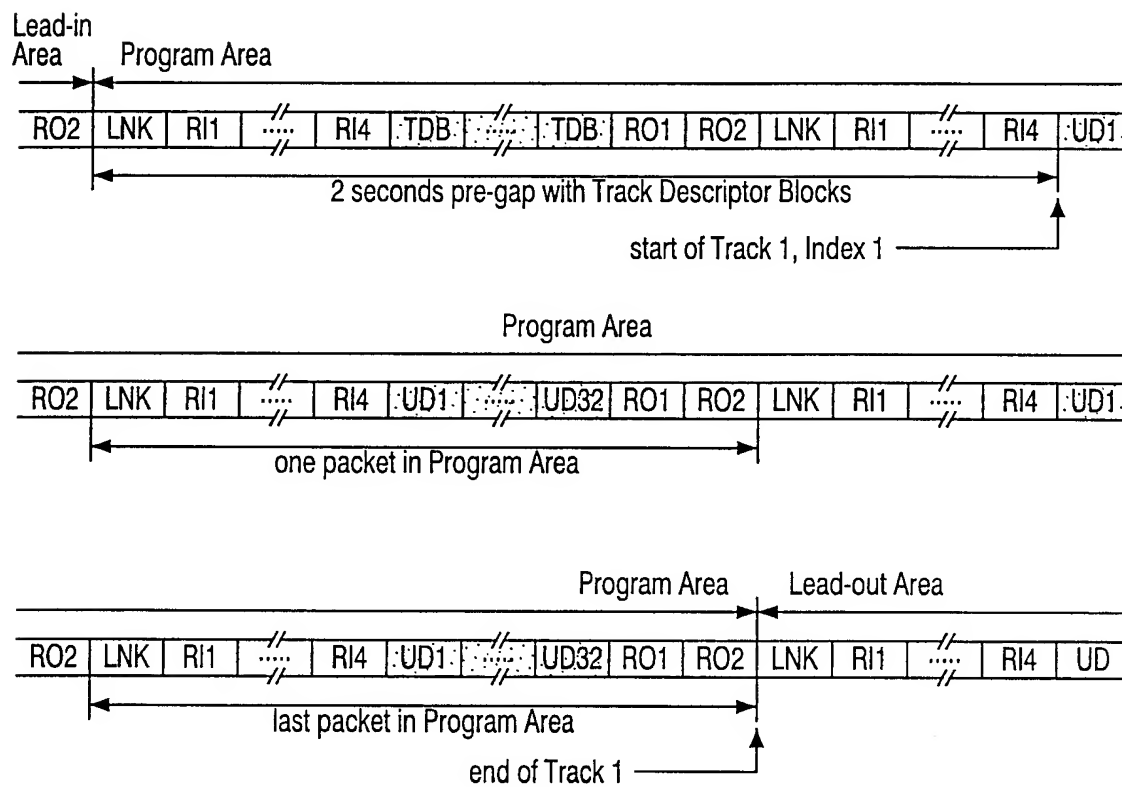 Lead-in
Area Program Area
RO2 LNK RI1 ..... RI4 TDB ..... TDB RO1 RO2 LNK RI1 ..... RI4 UD1
2 seconds pre-gap with Track Descriptor Blocks
start of Track 1, Index 1
Program Area
RO2 LNK RI1 ..... RI4 UD1 ..... UD32 RO1 RO2 LNK RI1 ..... RI4 UD1
one packet in Program Area
Program Area Lead-out Area
RO2 LNK RI1 ..... RI4 UD1 ..... UD32 RO1 RO2 LNK RI1 ..... RI4 UD
last packet in Program Area
end of Track 1